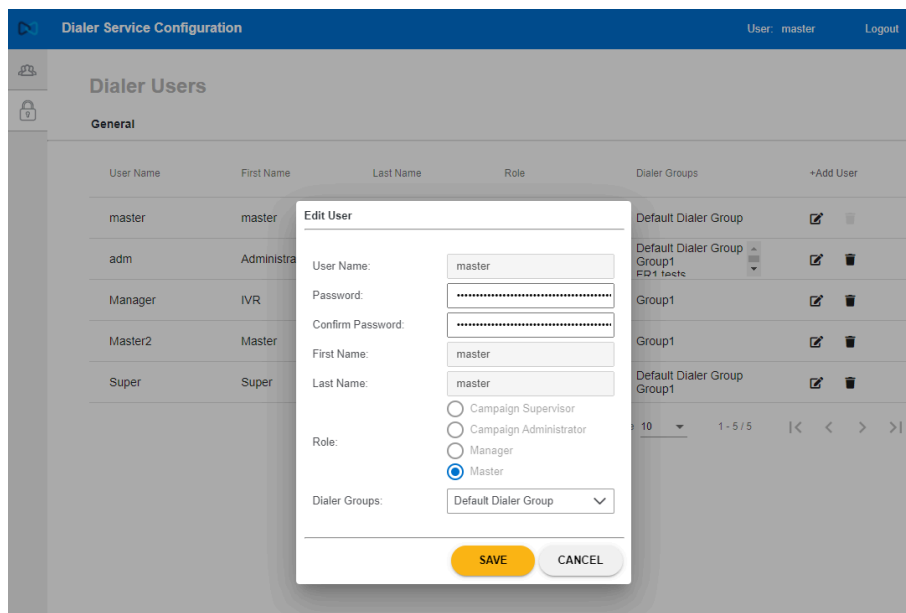 Dialer Service Configuration User: master Logout
Dialer Users
General
User Name First Name Last Name Role Dialer Groups +Add User
master master Default Dialer Group
adm Administra Default Dialer Group
Group1
ER1 tests
Manager IVR Group1
Master2 Master Group1
Super Super Default Dialer Group
Group1
10 1 - 5 / 5
Edit User
User Name: master
Password:
Confirm Password:
First Name: master
Last Name: master
Role:
Campaign Supervisor
Campaign Administrator
Manager
Master
Dialer Groups: Default Dialer Group
SAVE CANCEL